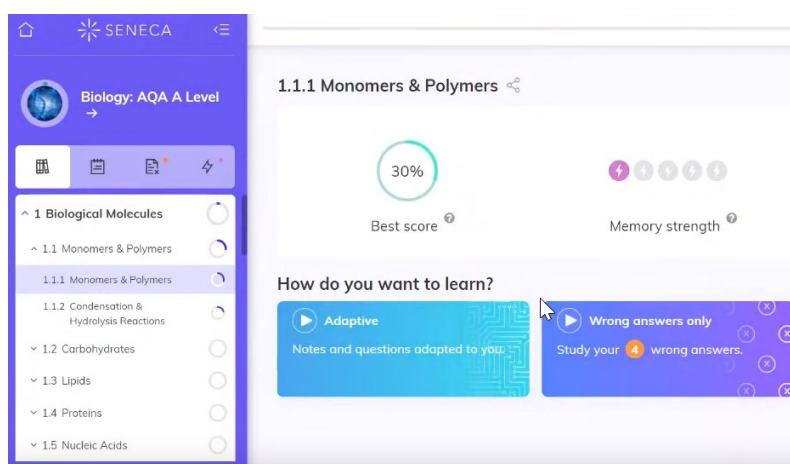 SENECA
Biology: AQA A Level
→
1 Biological Molecules
1.1 Monomers & Polymers
1.1.1 Monomers & Polymers
1.1.2 Condensation &
Hydrolysis Reactions
1.2 Carbohydrates
1.3 Lipids
1.4 Proteins
1.5 Nucleic Acids
1.1.1 Monomers & Polymers
30%
Best score ?
Memory strength ?
How do you want to learn?
Adaptive
Notes and questions adapted to you.
Wrong answers only
Study your 4 wrong answers.